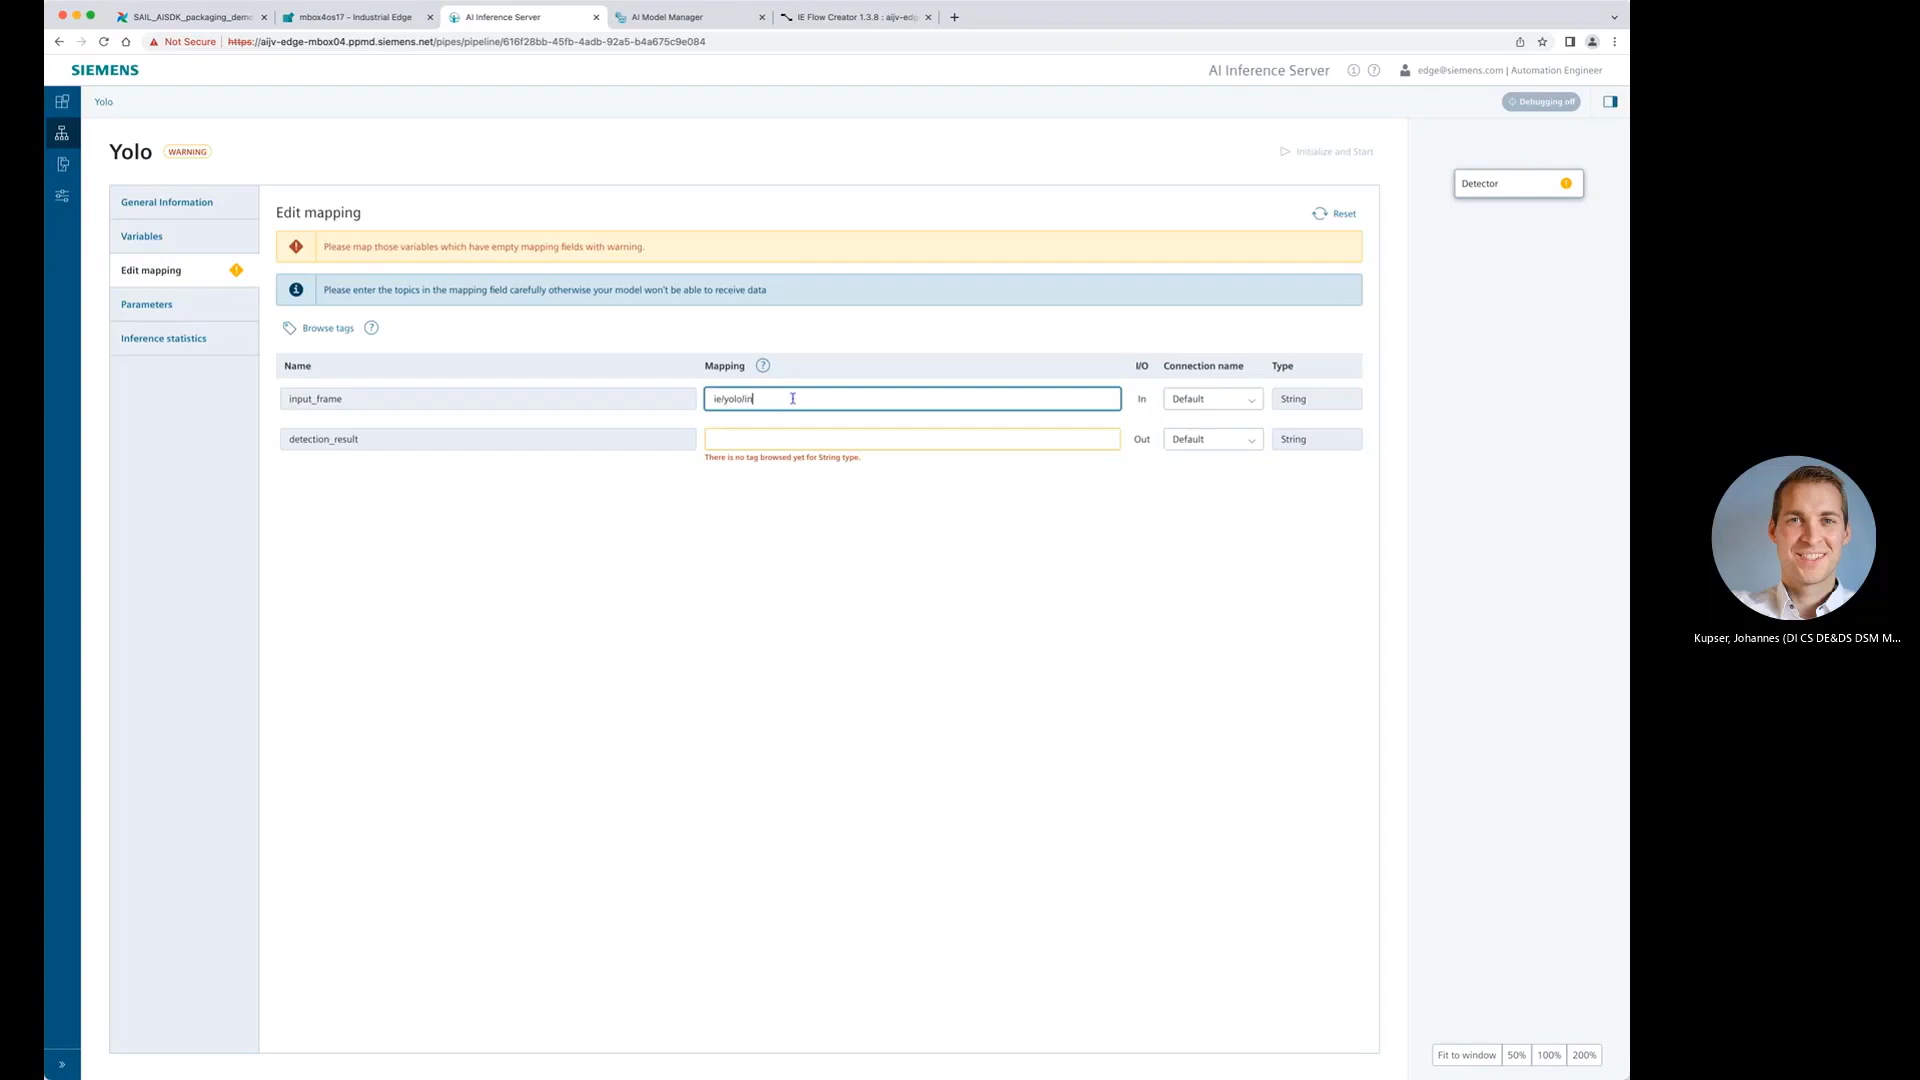 SAIL_AISDK_packaging_demo
mbox4os17 - Industrial Edge
AI Inference Server
AI Model Manager
IE Flow Creator 1.3.8 : aijv-edg
Not Secure
https://aijv-edge-mbox04.ppmd.siemens.net/pipes/pipeline/616f28bb-45fb-4adb-92a5-b4a675c9e084
SIEMENS
AI Inference Server
edge@siemens.com | Automation Engineer
Yolo
Debugging off
Yolo
WARNING
Initialize and Start
Detector
General Information
Variables
Edit mapping
Parameters
Inference statistics
Edit mapping
Reset
Please map those variables which have empty mapping fields with warning.
Please enter the topics in the mapping field carefully otherwise your model won't be able to receive data
Browse tags ?
Name
Mapping ?
I/O
Connection name
Type
input_frame
ie/yolo/in
In
Default
String
detection_result
Out
Default
String
There is no tag browsed yet for String type.
Kupser, Johannes (DI CS DE&DS DSM M...
Fit to window
50%
100%
200%